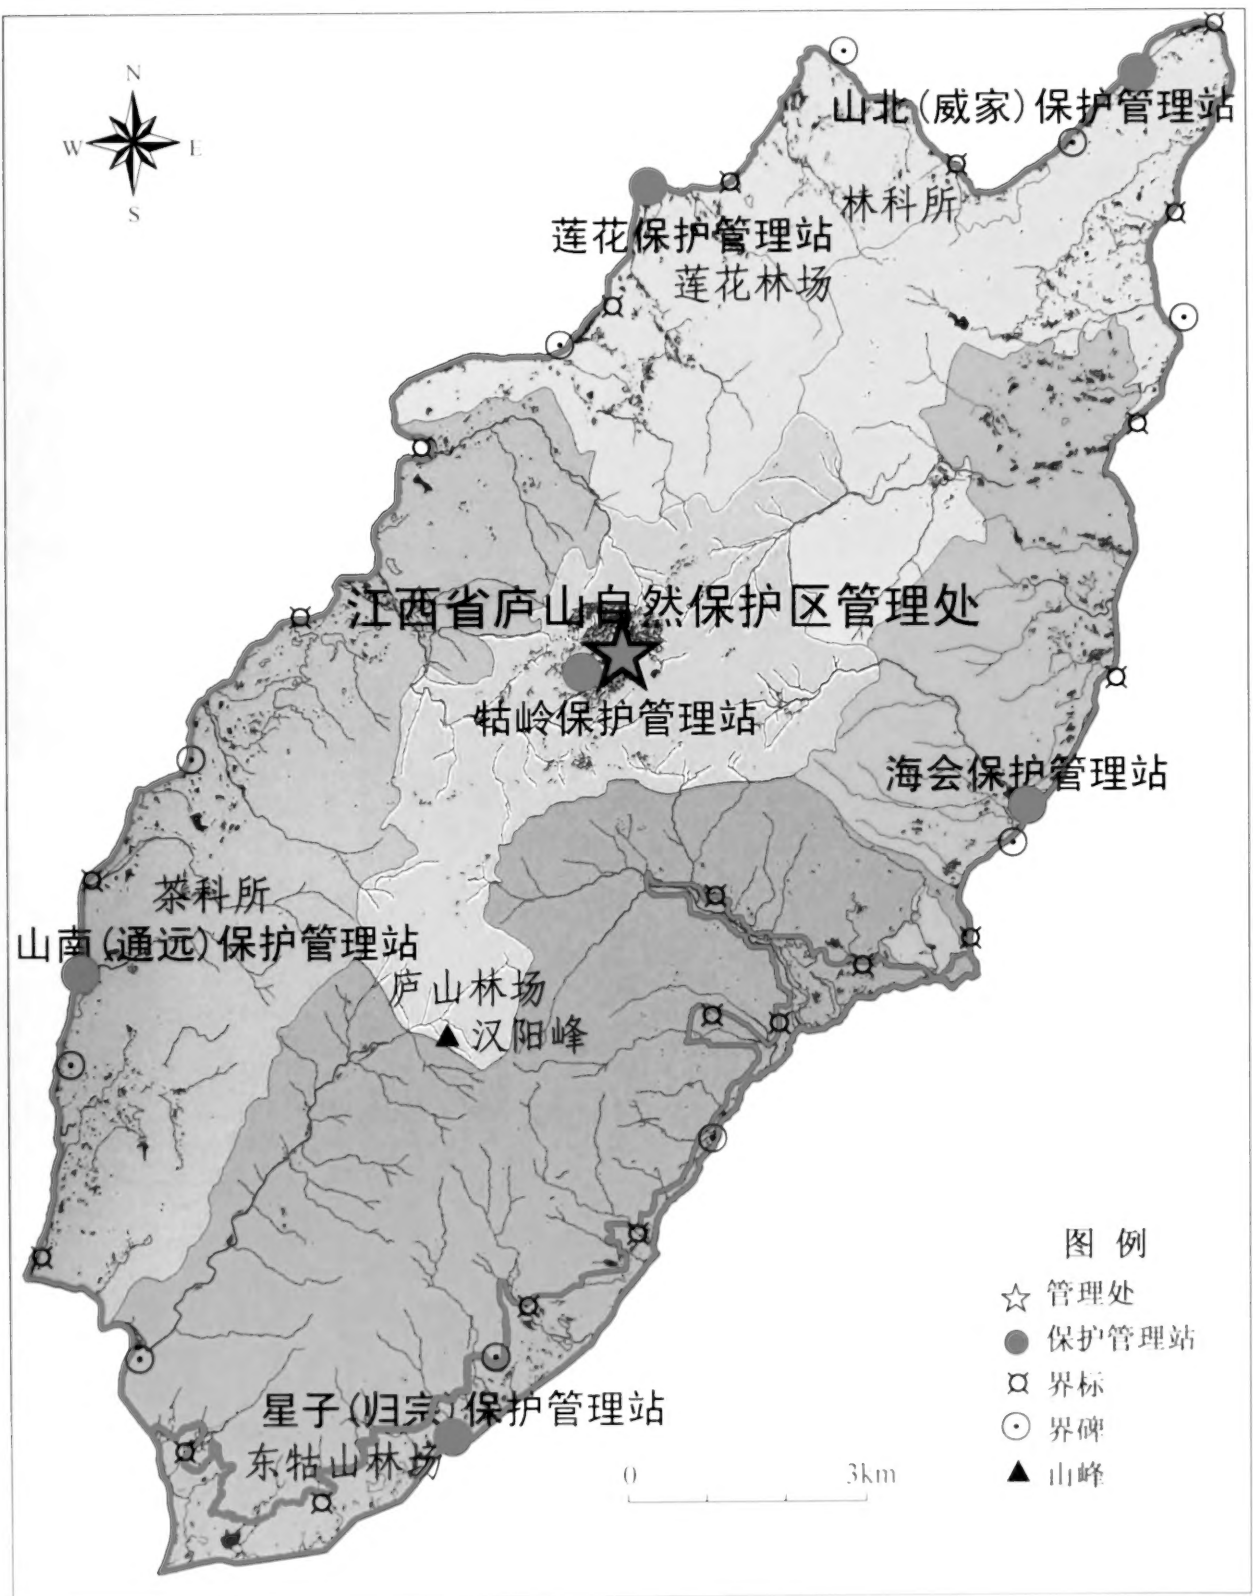 N
W E
S
山北(威家)保护管理站
林科所
莲花保护管理站
莲花林场
江西省庐山自然保护区管理处
牯岭保护管理站
海会保护管理站
茶科所
山南(通远)保护管理站
庐山林场
汉阳峰
图 例
管理处
保护管理站
界标
界碑
山峰
星子(归宗)保护管理站
东牯山林场
0 3km